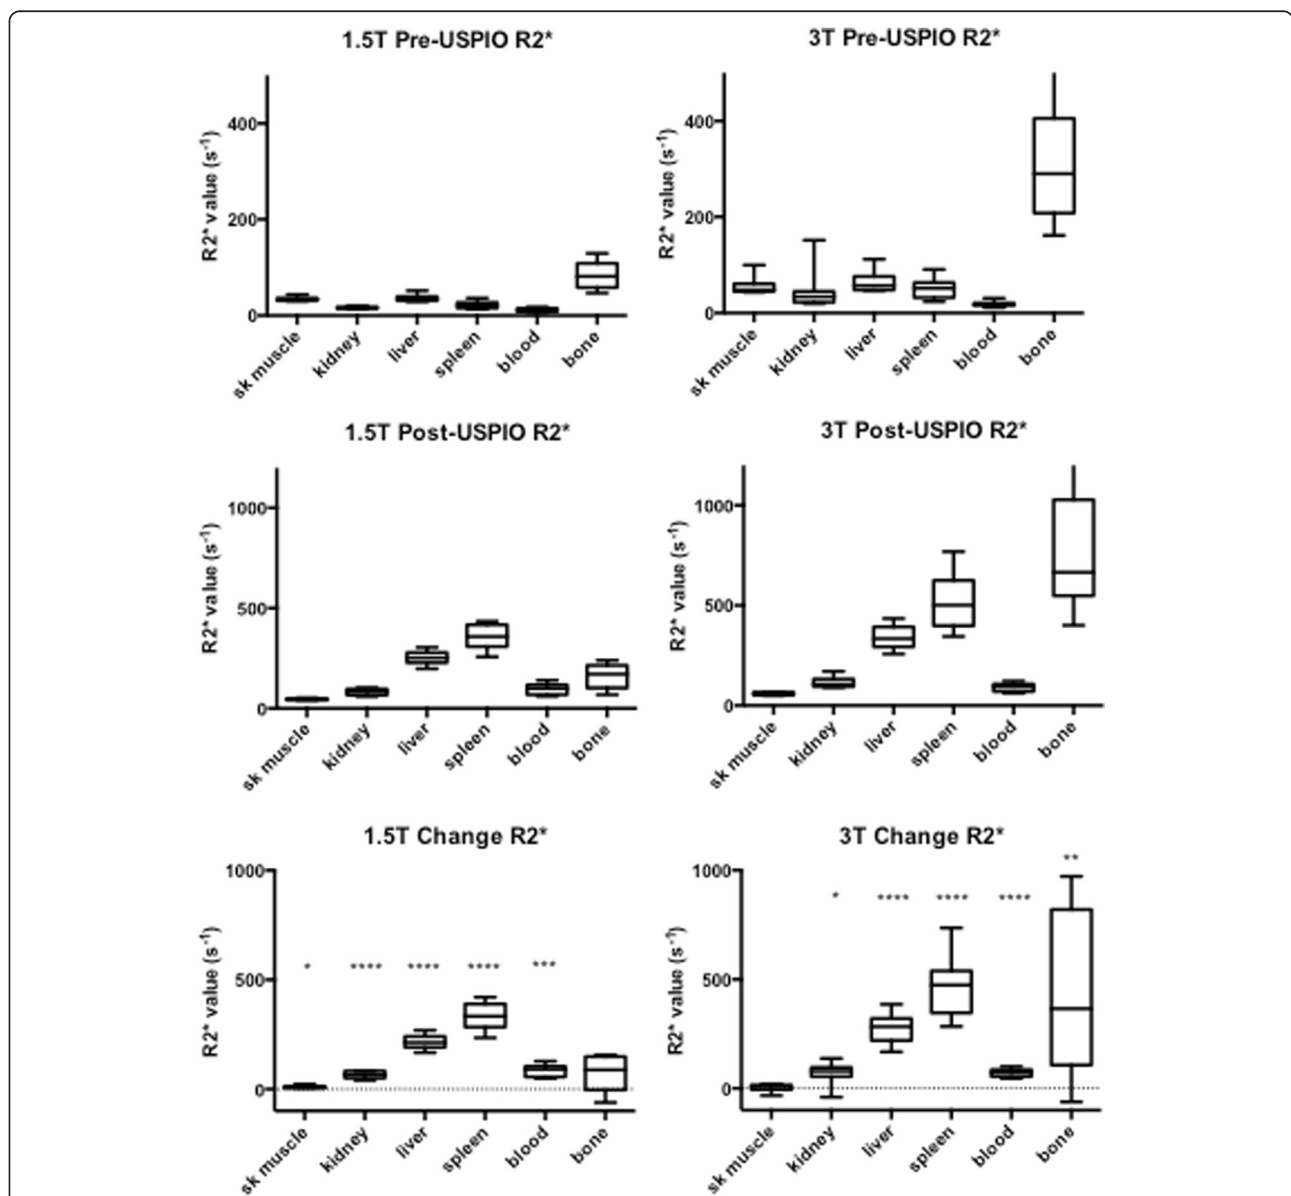 1.5T Pre-USPIO R2*
R2* value (s-1)
400
200
0
sk muscle
kidney
liver
spleen
blood
bone
3T Pre-USPIO R2*
R2* value (s-1)
400
200
0
sk muscle
kidney
liver
spleen
blood
bone
1.5T Post-USPIO R2*
R2* value (s-1)
1000
500
0
sk muscle
kidney
liver
spleen
blood
bone
3T Post-USPIO R2*
R2* value (s-1)
1000
500
0
sk muscle
kidney
liver
spleen
blood
bone
1.5T Change R2*
R2* value (s-1)
1000
500
0
* **** **** **** ***
sk muscle
kidney
liver
spleen
blood
bone
3T Change R2*
R2* value (s-1)
1000
500
0
* **** **** **** **
sk muscle
kidney
liver
spleen
blood
bone